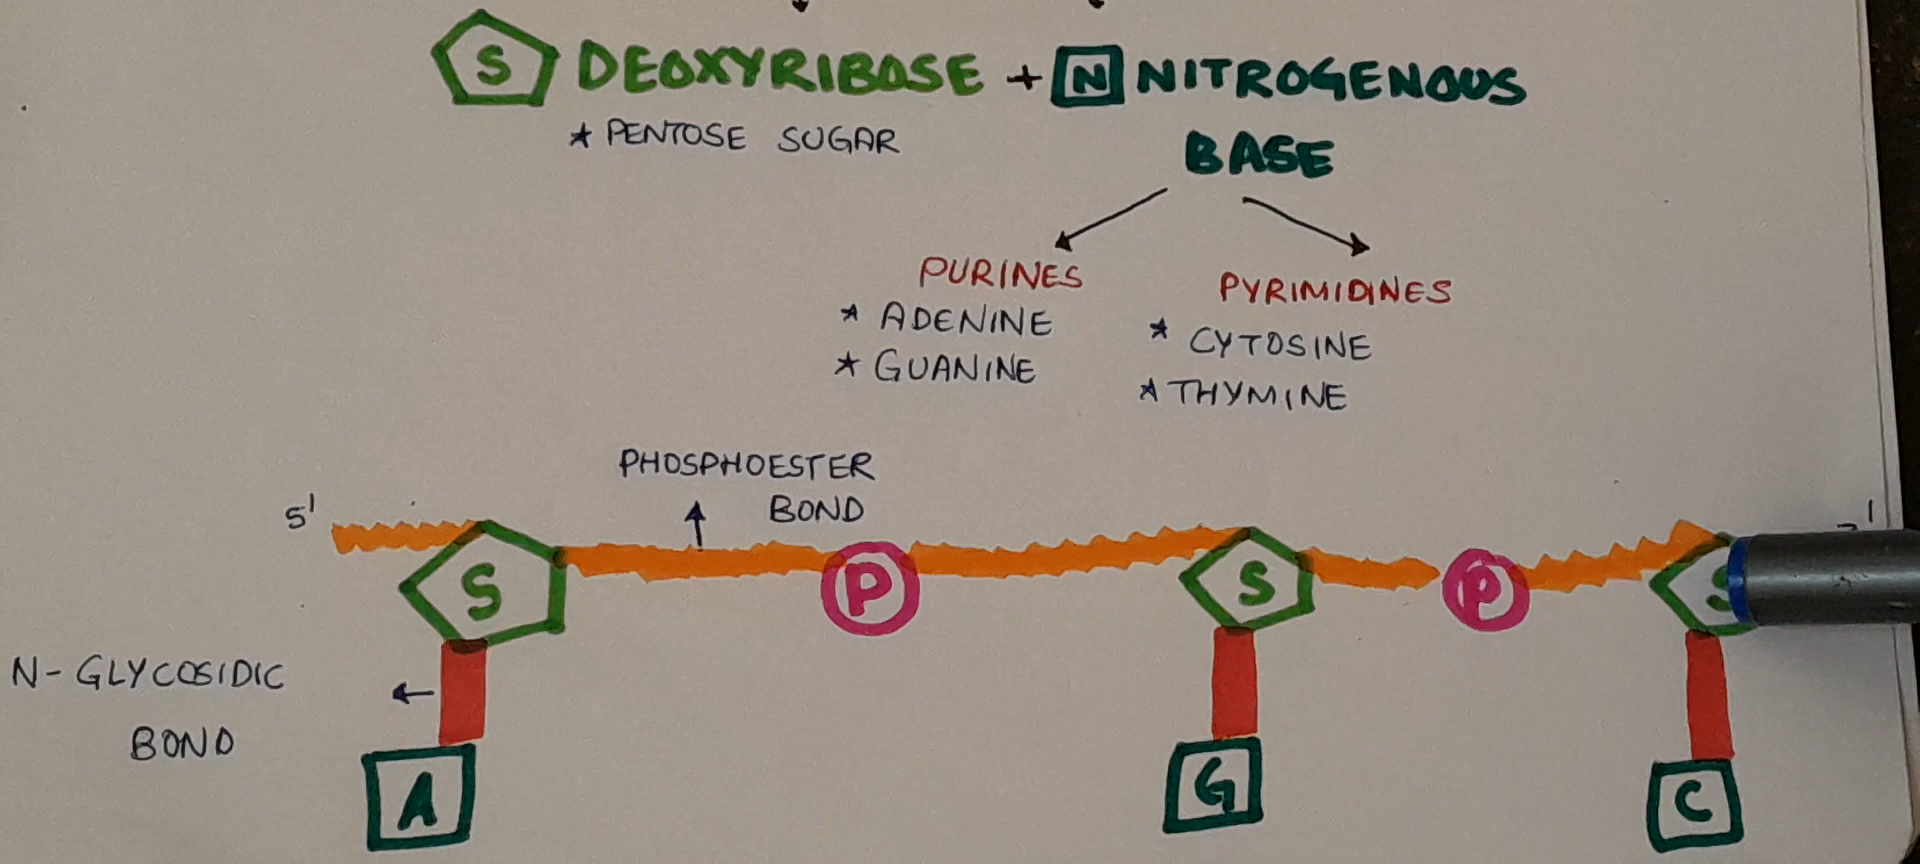 S DEOXYRIBOSE + N NITROGENOUS
BASE
* PENTOSE SUGAR
PURINES
* ADENINE
* GUANINE
PYRIMIDINES
* CYTOSINE
* THYMINE
PHOSPHOESTER
BOND
5'
S P S P S
N-GLYCOSIDIC
BOND
A G C